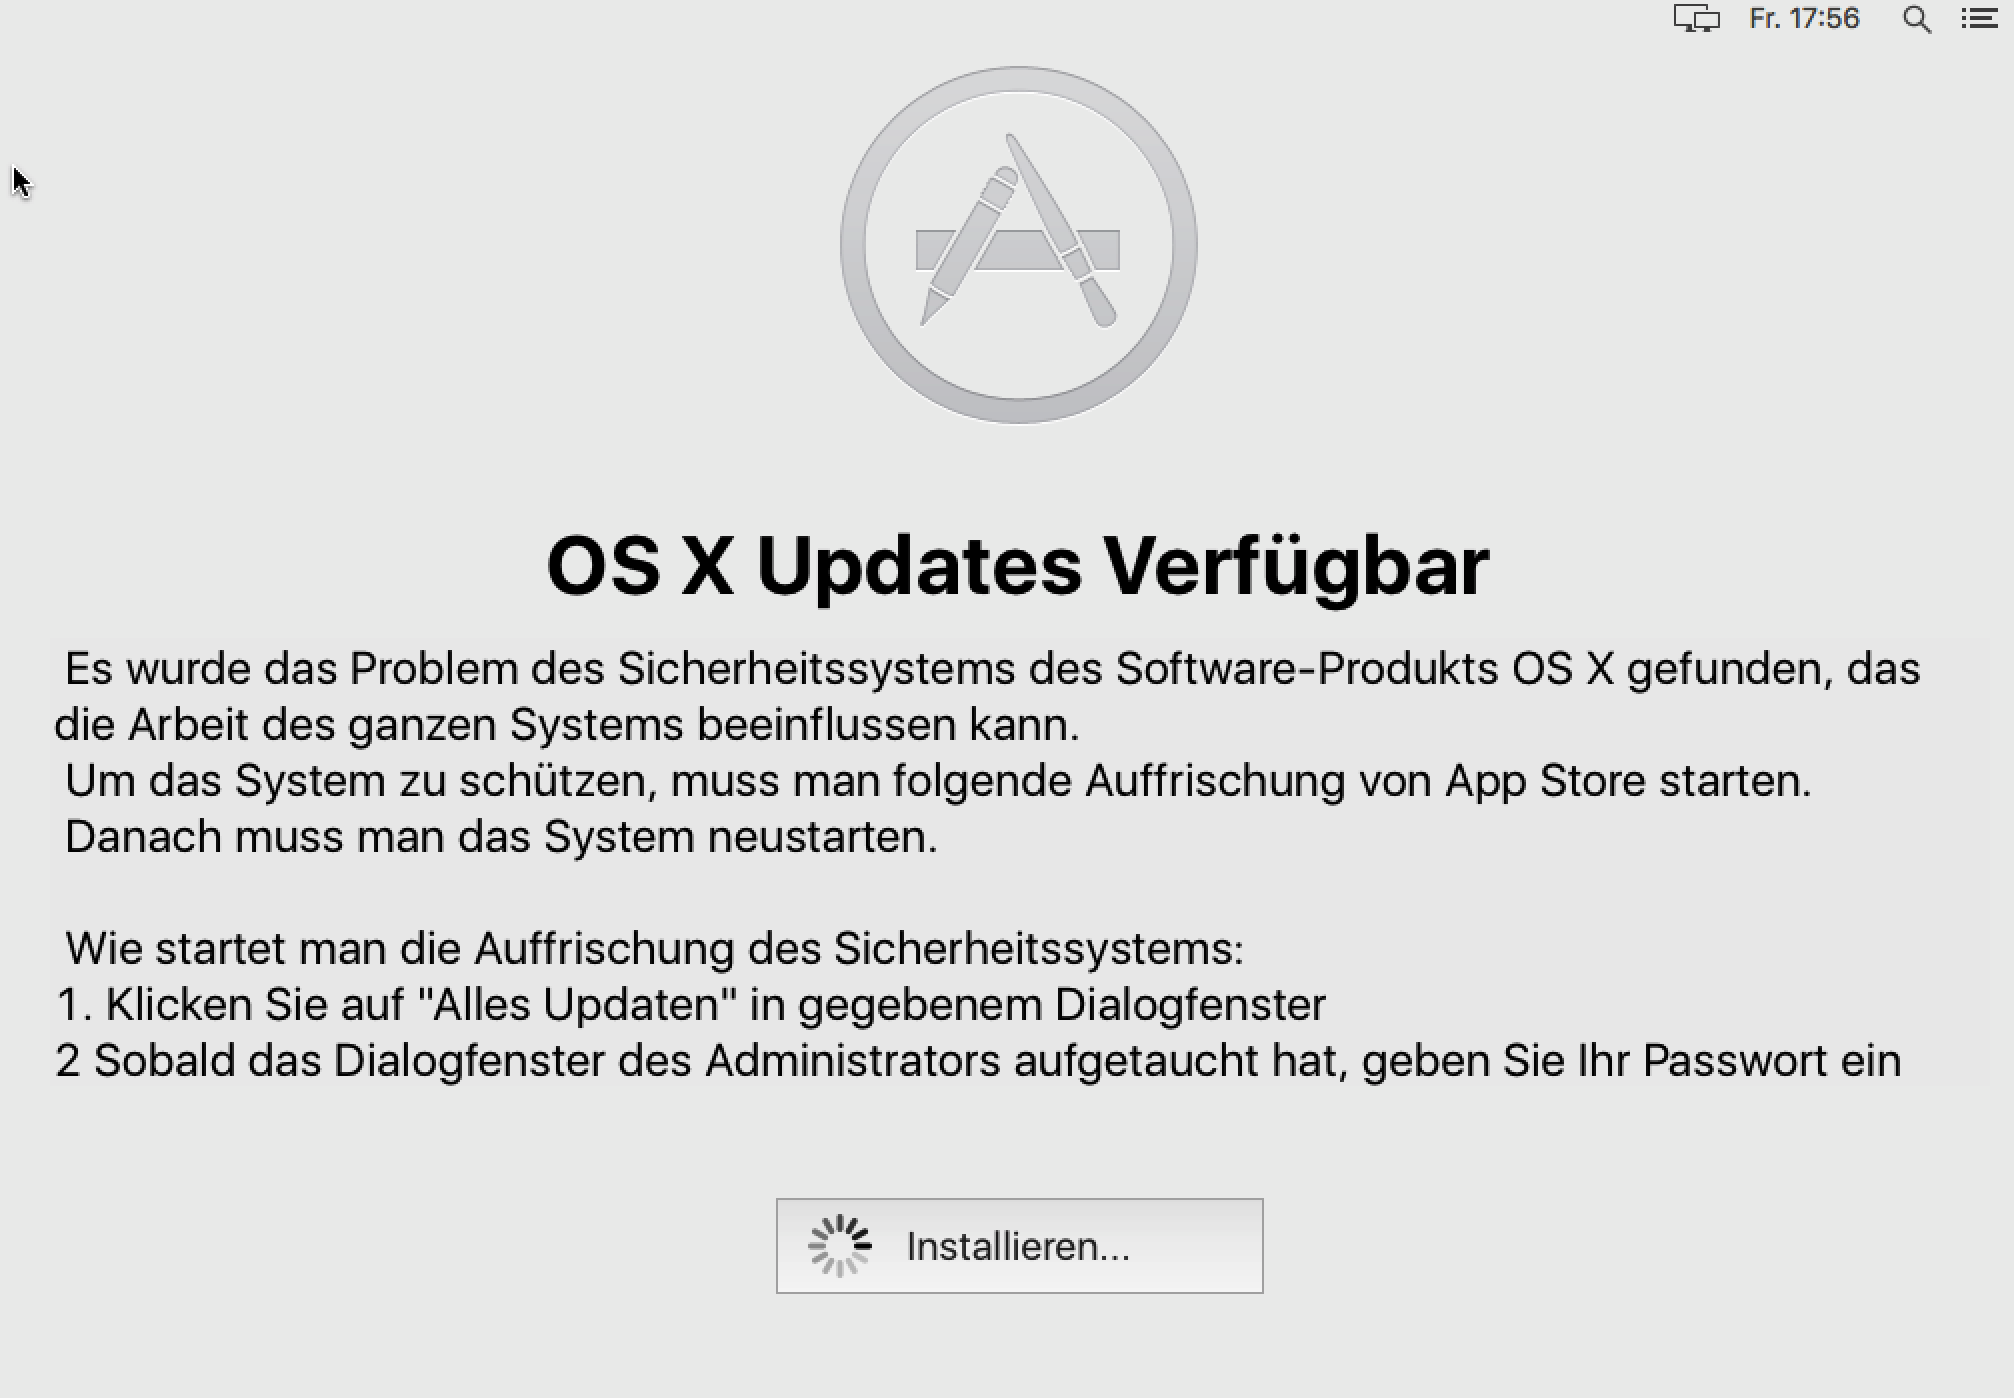 Fr. 17:56
OS X Updates Verfügbar
Es wurde das Problem des Sicherheitssystems des Software-Produkts OS X gefunden, das
die Arbeit des ganzen Systems beeinflussen kann.
Um das System zu schützen, muss man folgende Auffrischung von App Store starten.
Danach muss man das System neustarten.
Wie startet man die Auffrischung des Sicherheitssystems:
1. Klicken Sie auf "Alles Updaten" in gegebenem Dialogfenster
2 Sobald das Dialogfenster des Administrators aufgetaucht hat, geben Sie Ihr Passwort ein
Installieren...